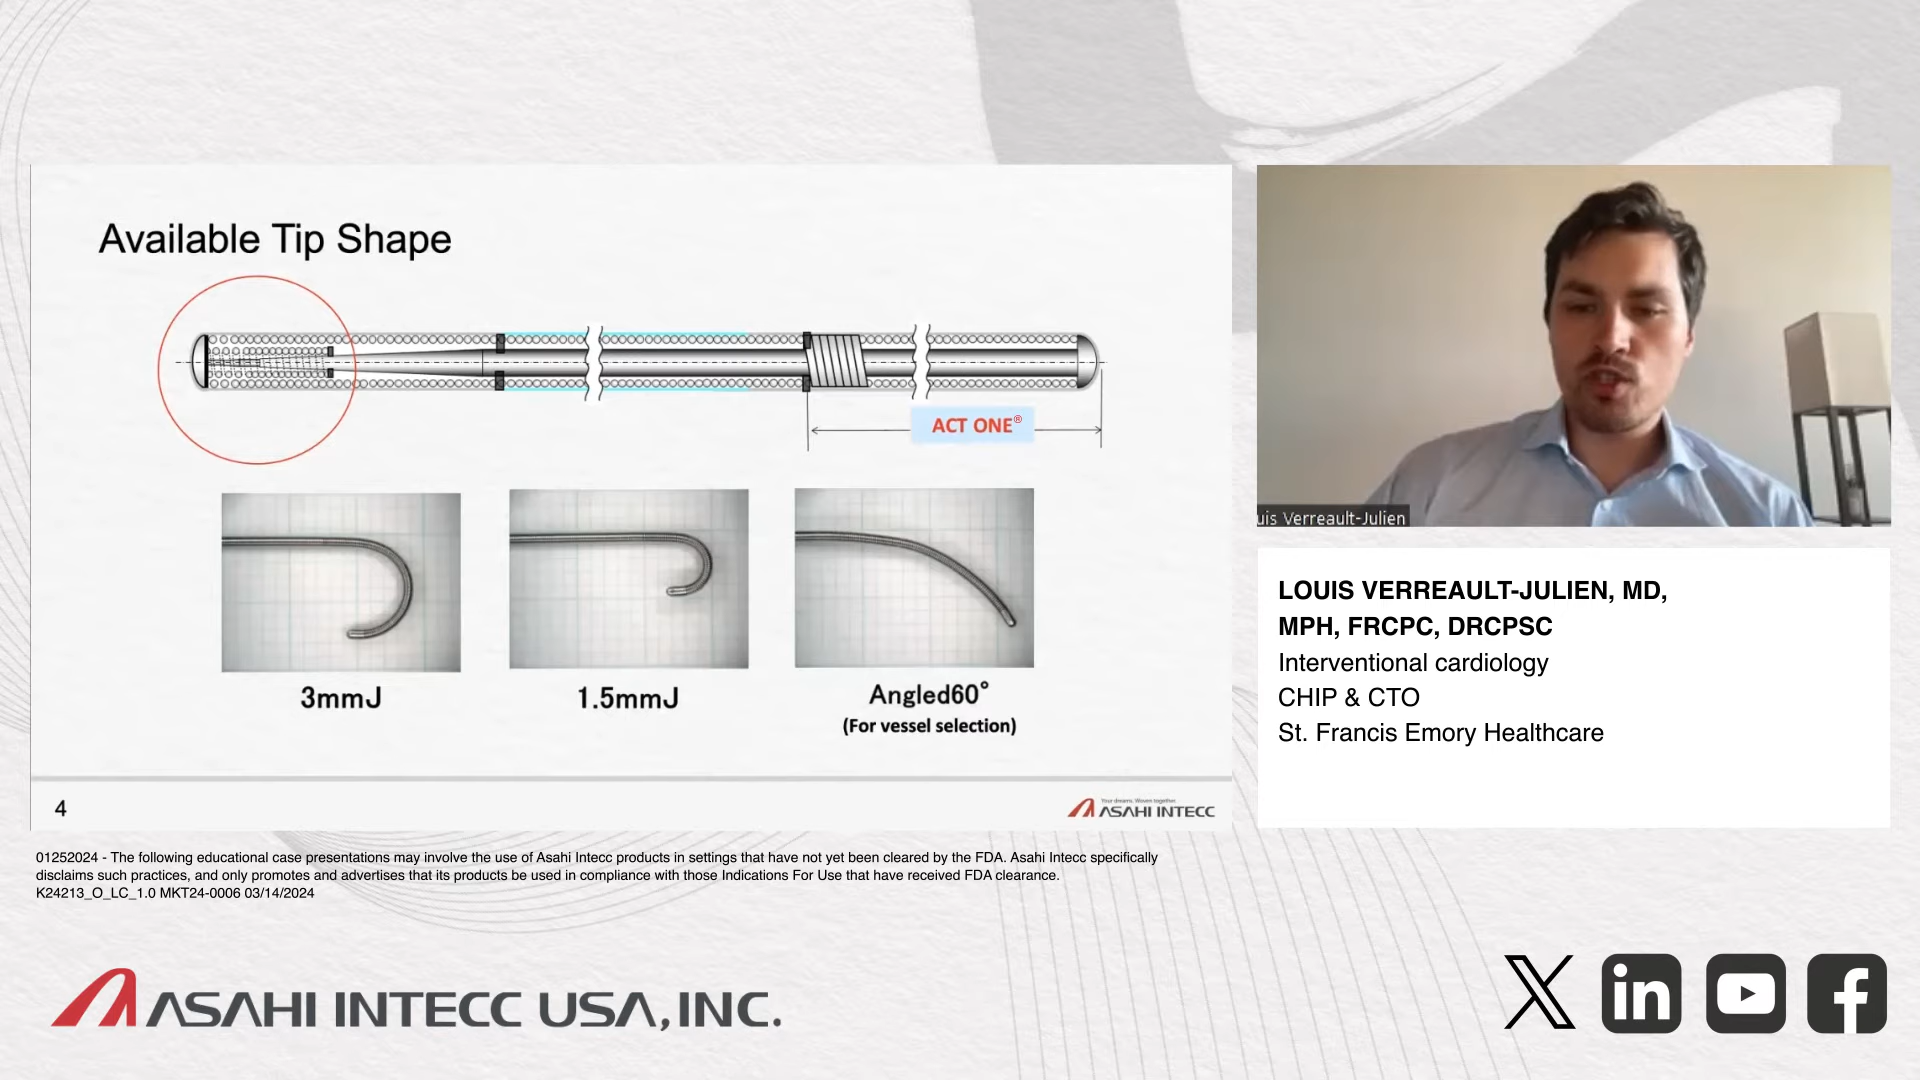 Available Tip Shape
ACT ONE®
3mmJ
1.5mmJ
Angled60°
(For vessel selection)
4
Your dreams. Woven together.
ASAHI INTECC
uis Verreault-Julien
LOUIS VERREAULT-JULIEN, MD,
MPH, FRCPC, DRCPSC
Interventional cardiology
CHIP & CTO
St. Francis Emory Healthcare
01252024 - The following educational case presentations may involve the use of Asahi Intecc products in settings that have not yet been cleared by the FDA. Asahi Intecc specifically
disclaims such practices, and only promotes and advertises that its products be used in compliance with those Indications For Use that have received FDA clearance.
K24213_O_LC_1.0 MKT24-0006 03/14/2024
ASAHI INTECC USA, INC.
X
in
f